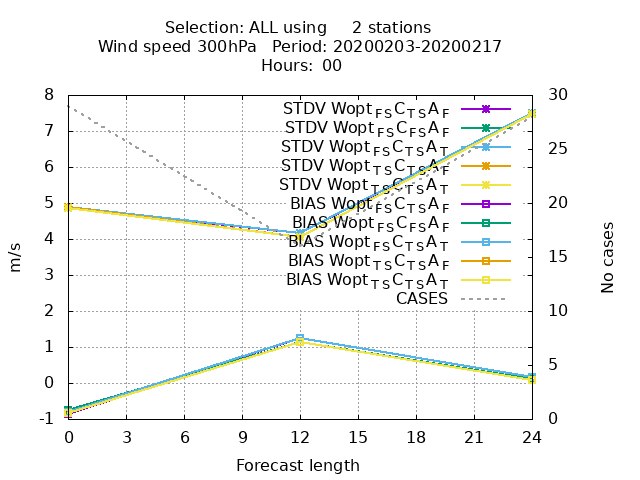 Selection: ALL using 2 stations
Wind speed 300hPa Period: 20200203-20200217
Hours: 00
8 30
7
6 25
5 20
4 15
3
2 10
1
0 5
-1 0
m/s
No cases
STDV Wopt_FS C_TS A_F
STDV Wopt_FS C_FS A_F
STDV Wopt_FS C_TS A_T
STDV Wopt_TS C_TS A_F
STDV Wopt_TS C_TS A_T
BIAS Wopt_FS C_TS A_F
BIAS Wopt_FS C_FS A_F
BIAS Wopt_FS C_TS A_T
BIAS Wopt_TS C_TS A_F
BIAS Wopt_TS C_TS A_T
CASES
0 3 6 9 12 15 18 21 24
Forecast length